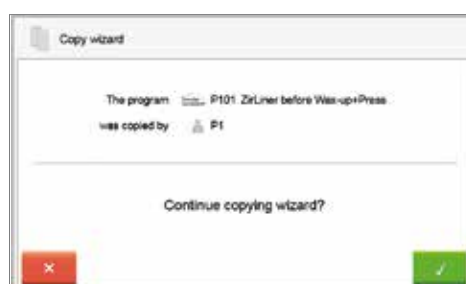 Copy wizard
The program P101 ZirLiner before Wax-up+Press
was copied by P1
Continue copying wizard?